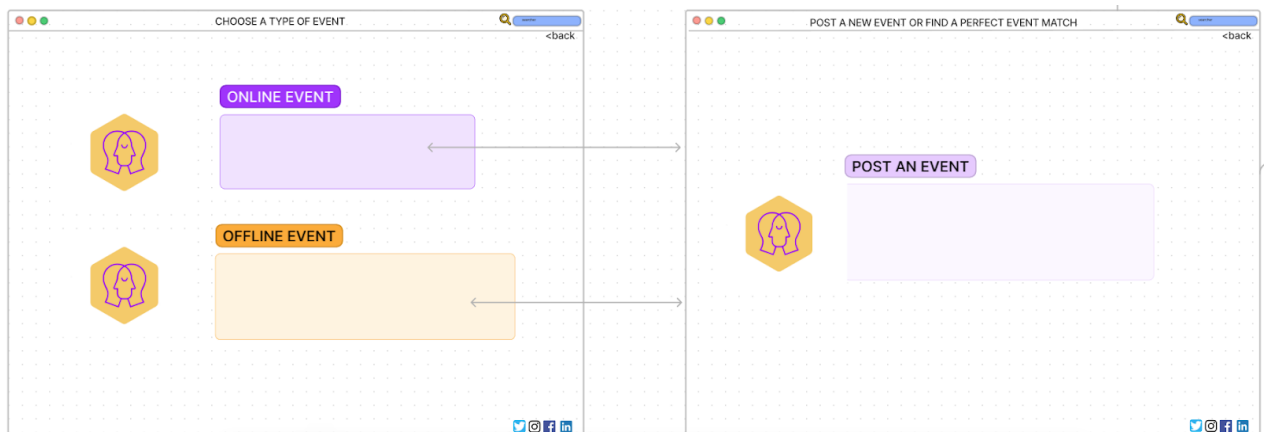 CHOOSE A TYPE OF EVENT
<back
ONLINE EVENT
OFFLINE EVENT
POST A NEW EVENT OR FIND A PERFECT EVENT MATCH
<back
POST AN EVENT